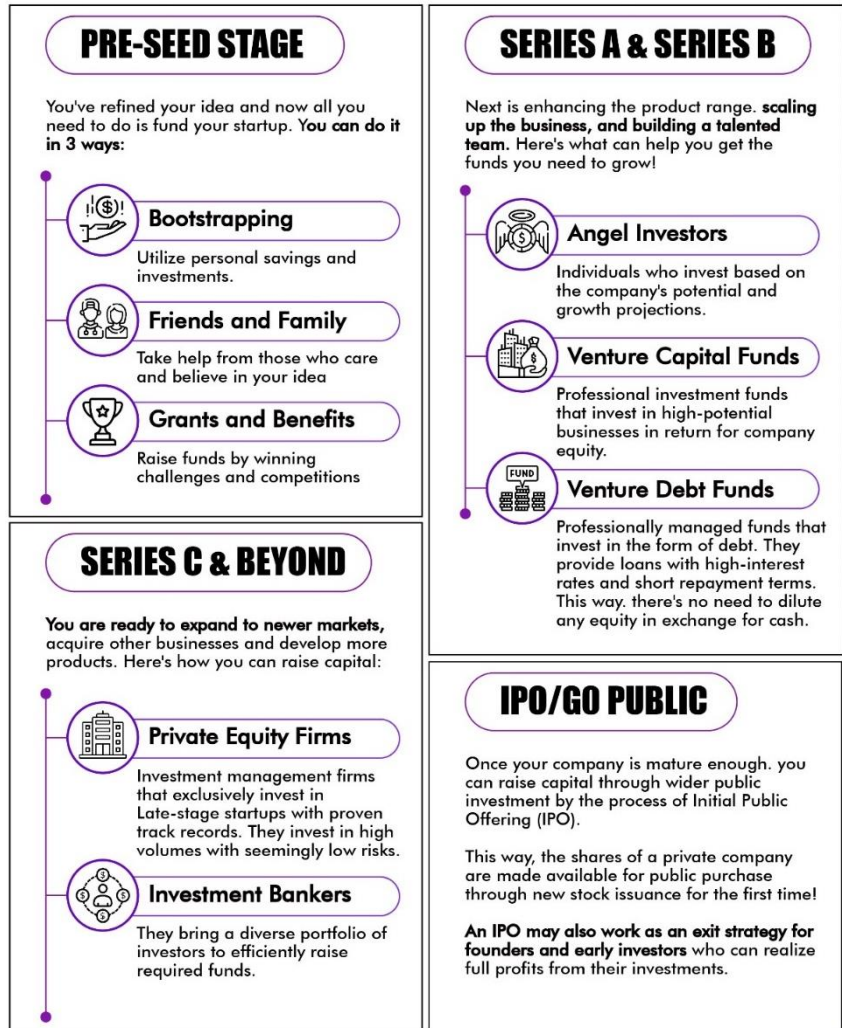 PRE-SEED STAGE
You've refined your idea and now all you
need to do is fund your startup. You can do it
in 3 ways:
Bootstrapping
Utilize personal savings and
investments.
Friends and Family
Take help from those who care
and believe in your idea
Grants and Benefits
Raise funds by winning
challenges and competitions
SERIES A & SERIES B
Next is enhancing the product range. scaling
up the business, and building a talented
team. Here's what can help you get the
funds you need to grow!
Angel Investors
Individuals who invest based on
the company's potential and
growth projections.
Venture Capital Funds
Professional investment funds
that invest in high-potential
businesses in return for company
equity.
FUND
Venture Debt Funds
Professionally managed funds that
invest in the form of debt. They
provide loans with high-interest
rates and short repayment terms.
This way. there's no need to dilute
any equity in exchange for cash.
SERIES C & BEYOND
You are ready to expand to newer markets,
acquire other businesses and develop more
products. Here's how you can raise capital:
Private Equity Firms
Investment management firms
that exclusively invest in
Late-stage startups with proven
track records. They invest in high
volumes with seemingly low risks.
Investment Bankers
They bring a diverse portfolio of
investors to efficiently raise
required funds.
IPO/GO PUBLIC
Once your company is mature enough. you
can raise capital through wider public
investment by the process of Initial Public
Offering (IPO).
This way, the shares of a private company
are made available for public purchase
through new stock issuance for the first time!
An IPO may also work as an exit strategy for
founders and early investors who can realize
full profits from their investments.